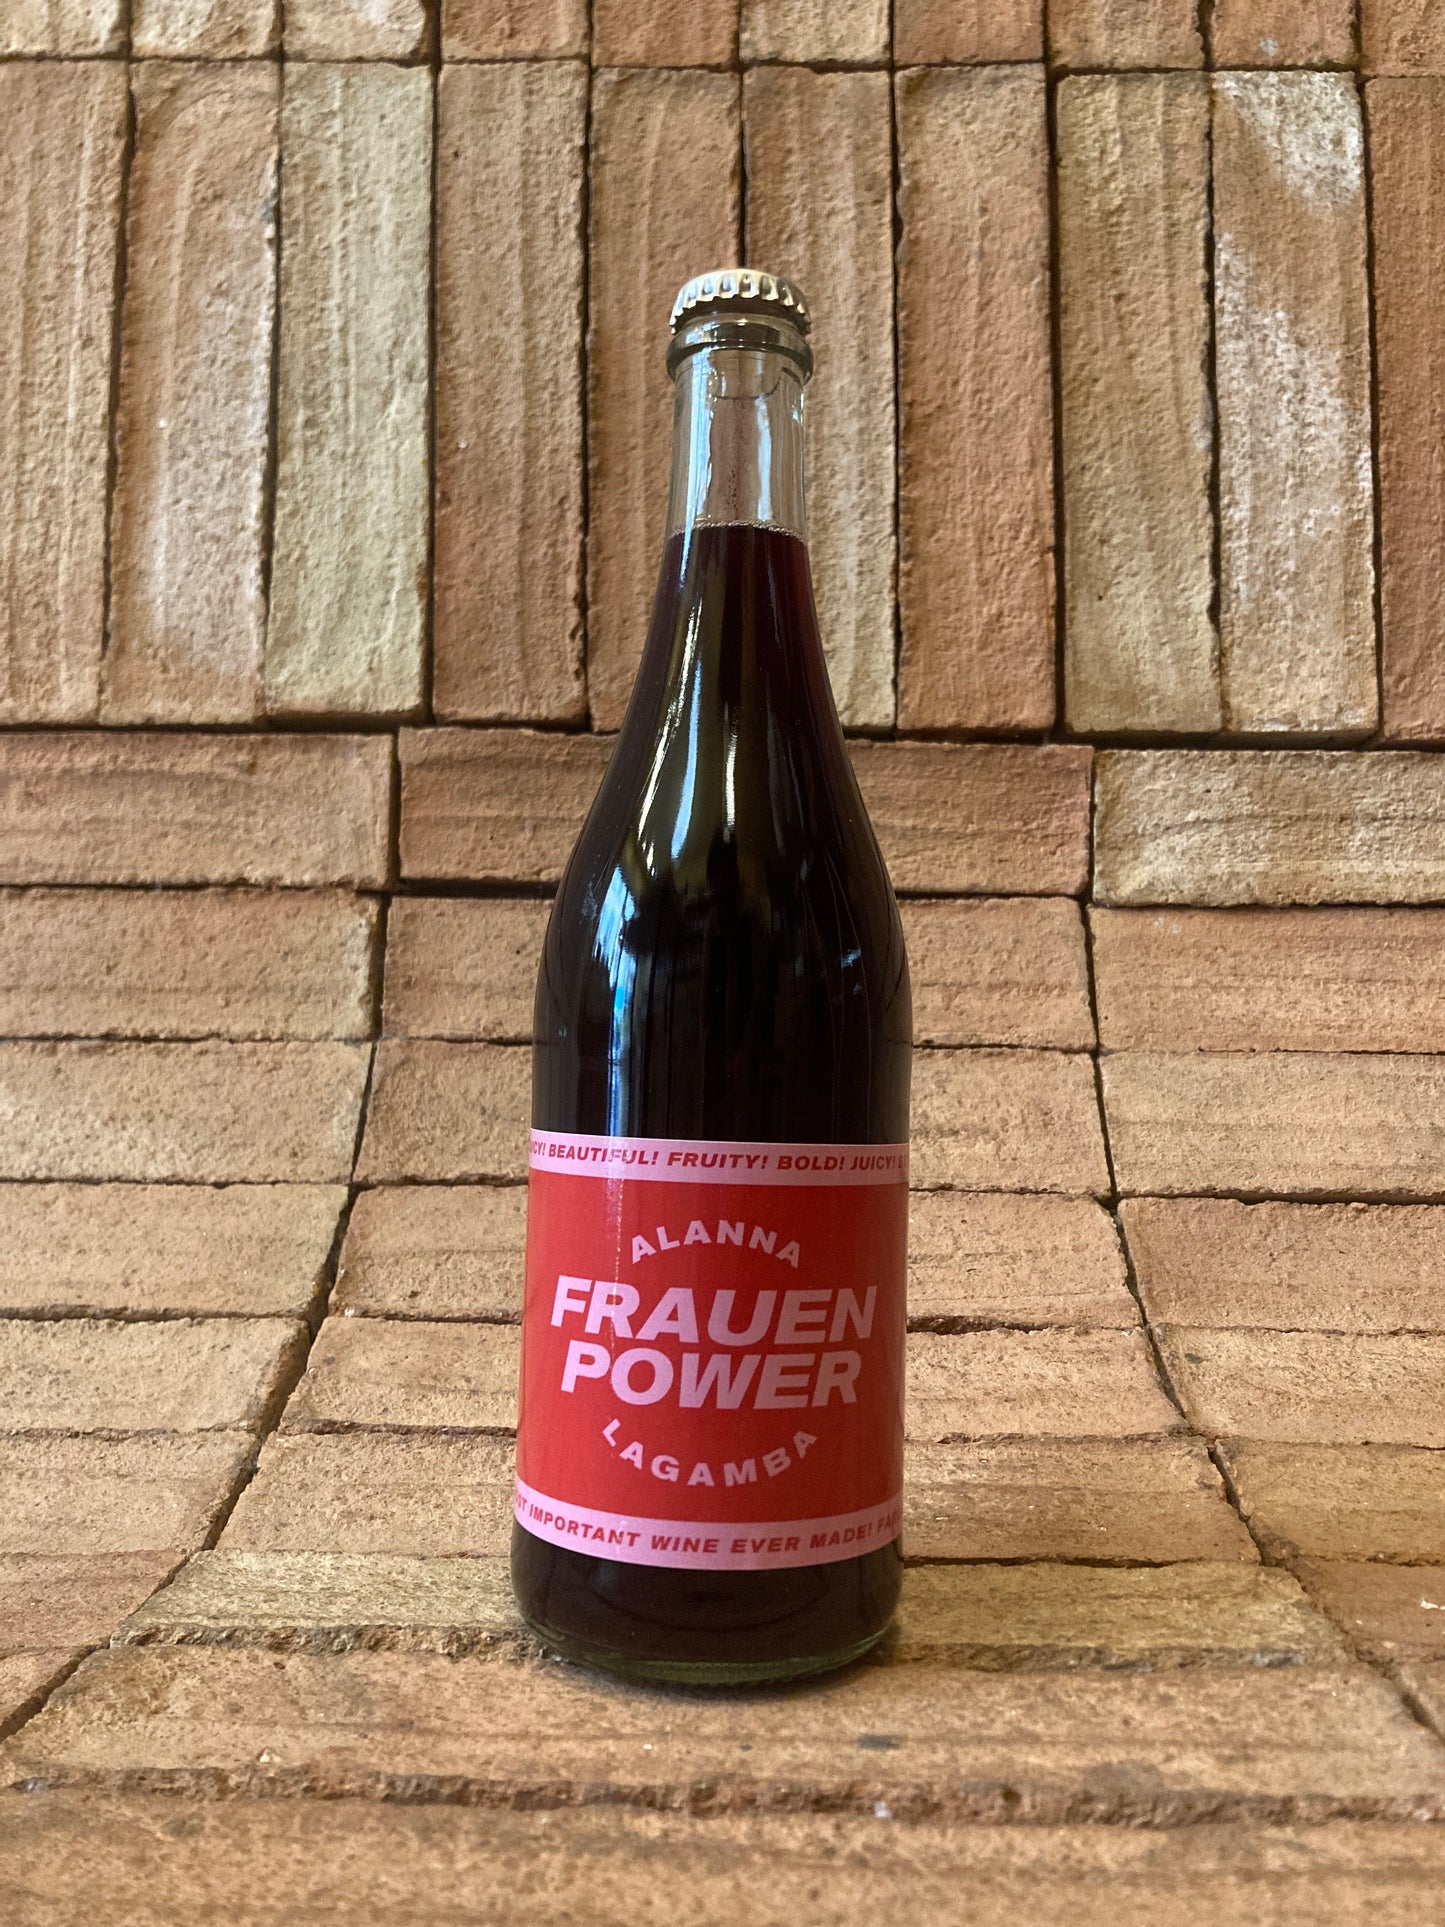 BEAUTIFUL! FRUITY! BOLD! JUICY!
ALANNA
FRAUEN
POWER
LAGAMBA
IMPORTANT WINE EVER MADE!